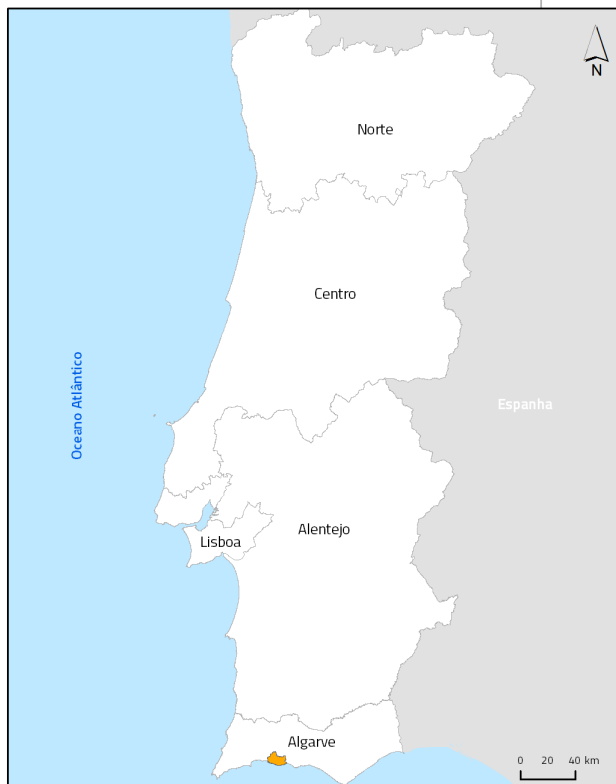 N
Norte
Centro
Oceano Atlântico
Espanha
Alentejo
Lisboa
Algarve
0 20 40 km